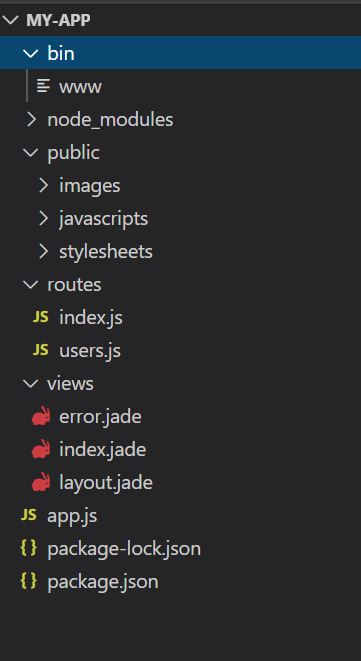 MY-APP
bin
www
node_modules
public
images
javascripts
stylesheets
routes
JS index.js
JS users.js
views
error.jade
index.jade
layout.jade
JS app.js
{} package-lock.json
{} package.json